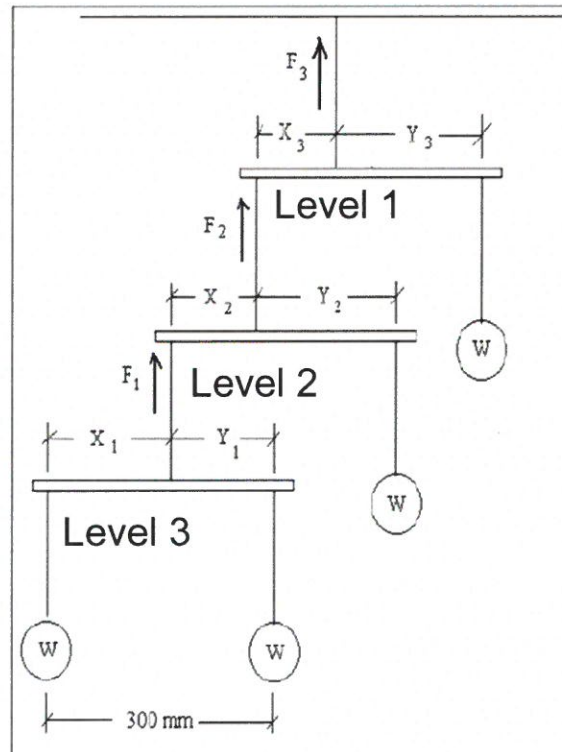 F3
X3 Y3
Level 1
F2
X2 Y2
W
F1
Level 2
X1 Y1
W
Level 3
W W
300 mm